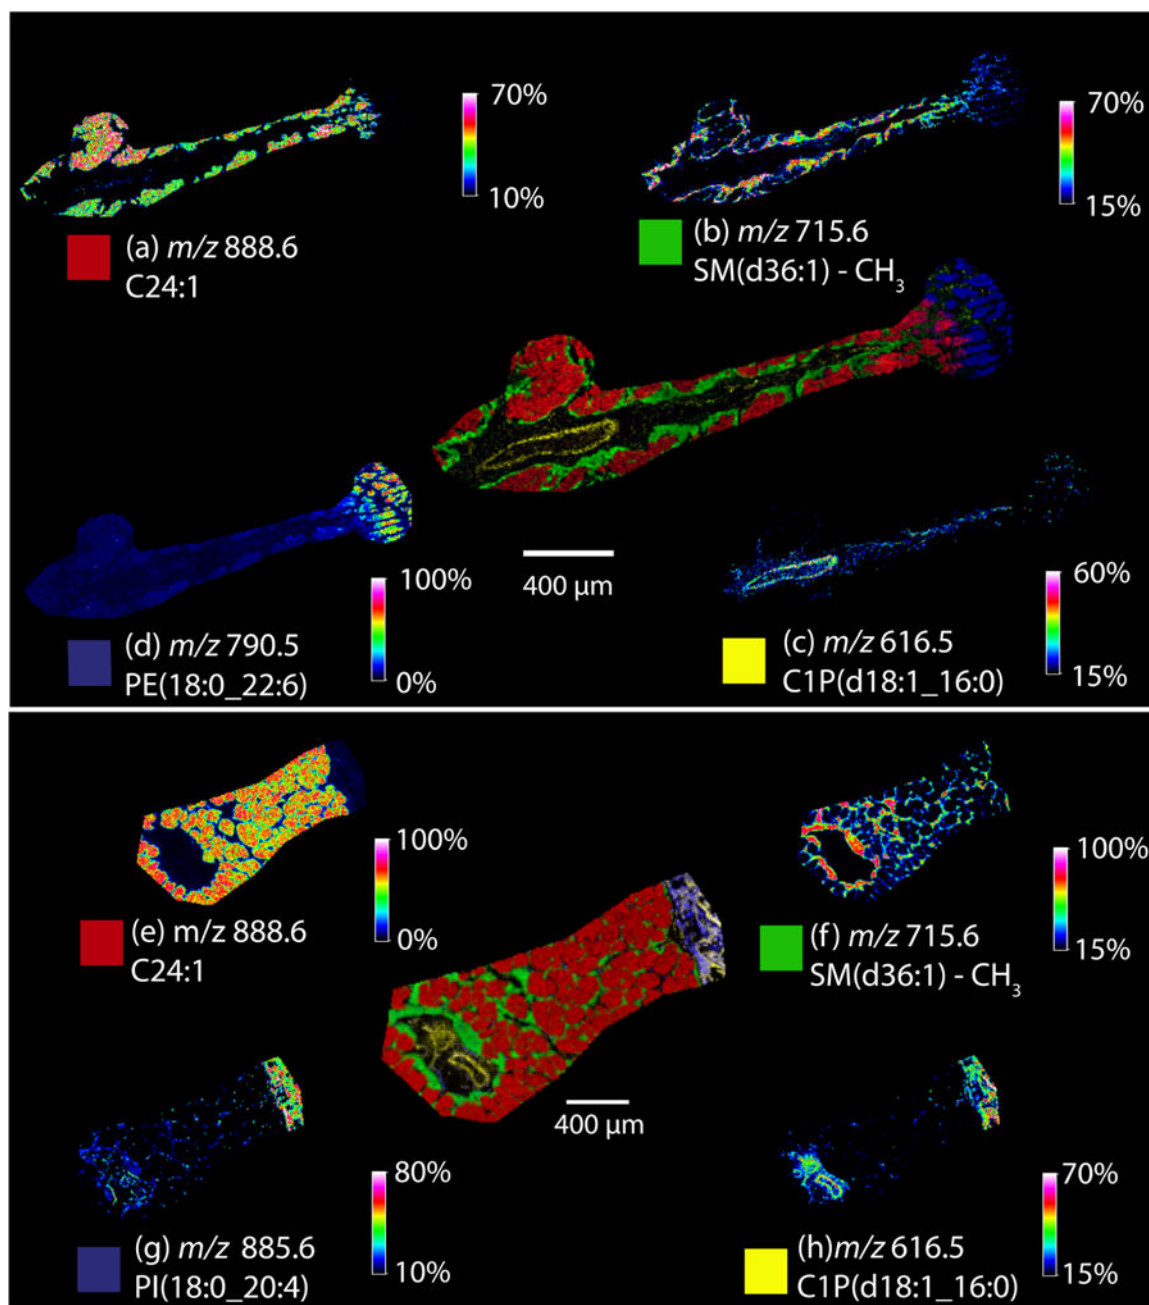 70%
10%
(a) m/z 888.6
C24:1
70%
15%
(b) m/z 715.6
SM(d36:1) - CH₃
100%
0%
(d) m/z 790.5
PE(18:0_22:6)
400 µm
60%
15%
(c) m/z 616.5
C1P(d18:1_16:0)
100%
0%
(e) m/z 888.6
C24:1
100%
15%
(f) m/z 715.6
SM(d36:1) - CH₃
400 µm
80%
10%
(g) m/z 885.6
PI(18:0_20:4)
70%
15%
(h)m/z 616.5
C1P(d18:1_16:0)